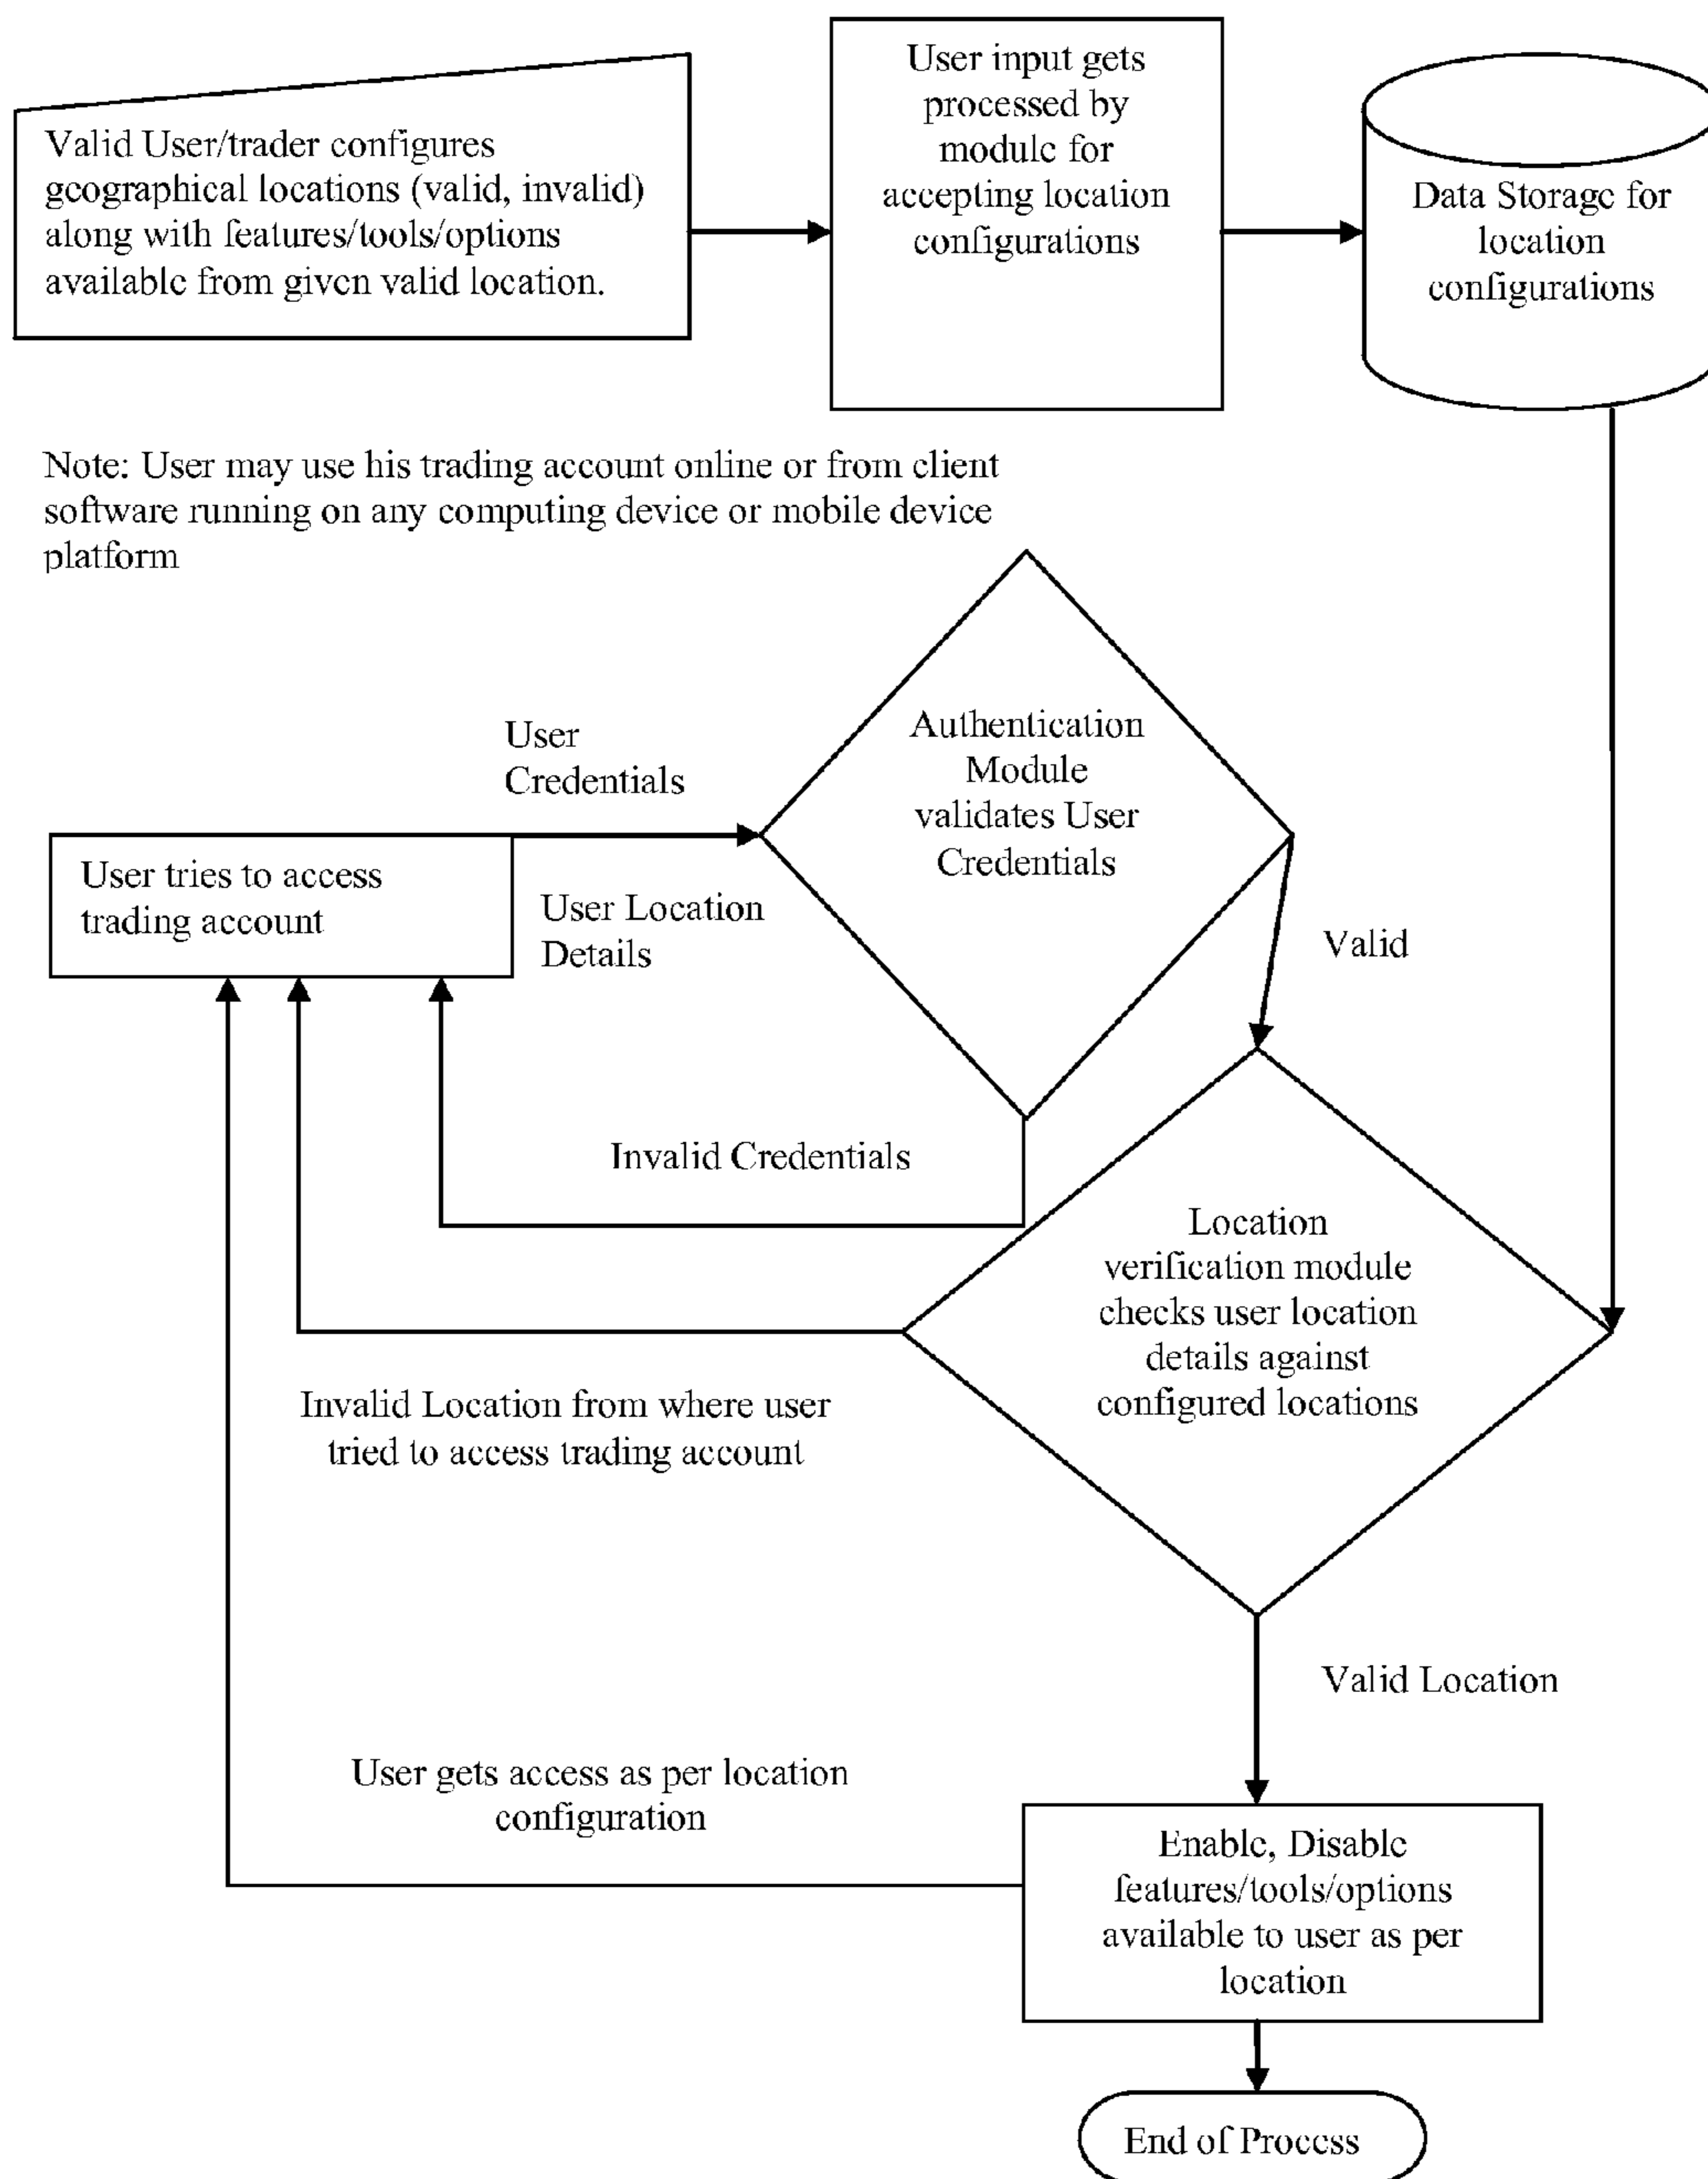 Valid User/trader configures
geographical locations (valid, invalid)
along with features/tools/options
available from given valid location.
User input gets
processed by
module for
accepting location
configurations
Data Storage for
location
configurations
Note: User may use his trading account online or from client
software running on any computing device or mobile device
platform
User
Credentials
Authentication
Module
validates User
Credentials
User tries to access
trading account
User Location
Details
Valid
Invalid Credentials
Location
verification module
checks user location
details against
configured locations
Invalid Location from where user
tried to access trading account
Valid Location
User gets access as per location
configuration
Enable, Disable
features/tools/options
available to user as per
location
End of Process